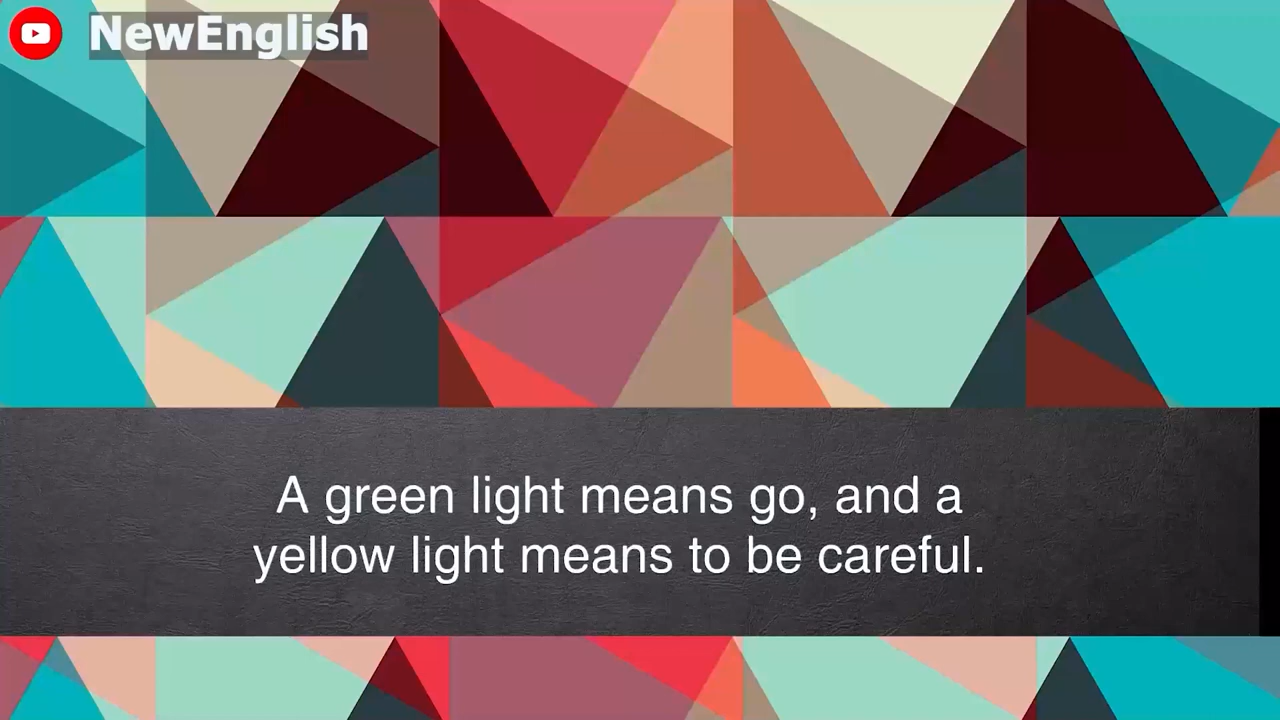 NewEnglish
A green light means go, and a
yellow light means to be careful.